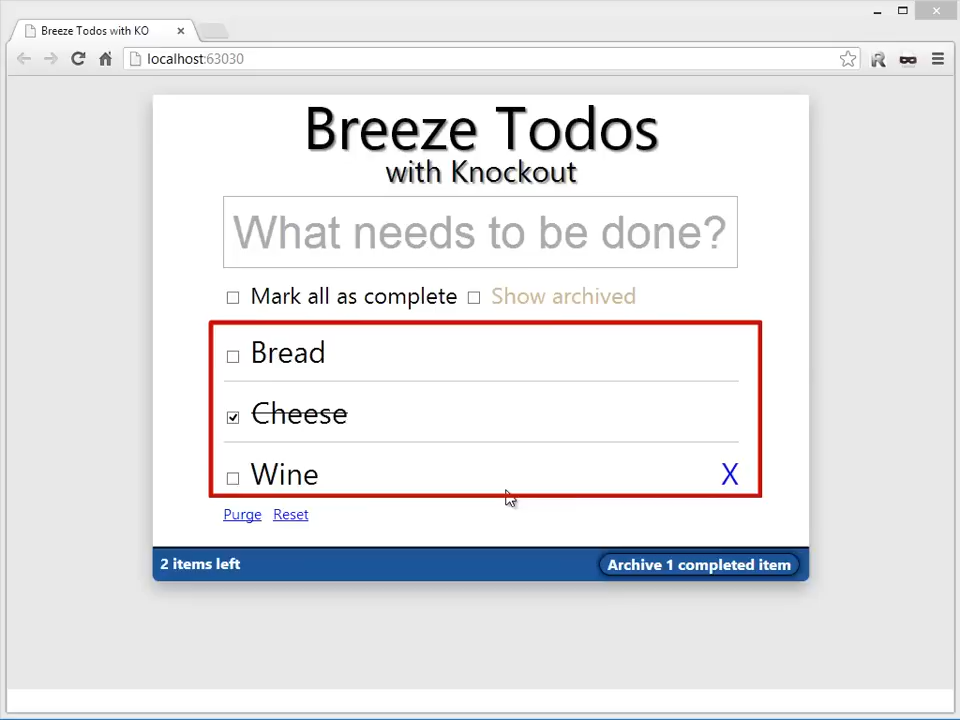 Breeze Todos with KO
localhost:63030
Breeze Todos
with Knockout
What needs to be done?
Mark all as complete Show archived
Bread
Cheese
Wine X
Purge Reset
2 items left Archive 1 completed item